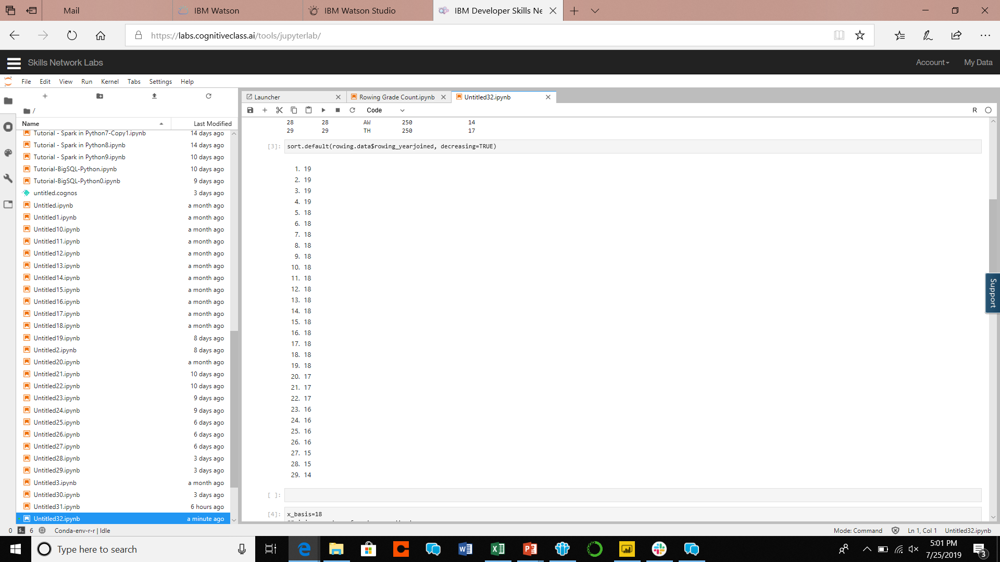 Mail
IBM Watson
IBM Watson Studio
IBM Developer Skills Ne
https://labs.cognitiveclass.ai/tools/jupyterlab/
Skills Network Labs
Account
My Data
File Edit View Run Kernel Tabs Settings Help
/
Name Last Modified
Tutorial - Spark in Python7-Copy1.ipynb 14 days ago
Tutorial - Spark in Python8.ipynb 14 days ago
Tutorial - Spark in Python9.ipynb 10 days ago
Tutorial-BigSQL-Python.ipynb 10 days ago
Tutorial-BigSQL-Python0.ipynb 9 days ago
untitled.cognos 3 days ago
Untitled.ipynb a month ago
Untitled1.ipynb a month ago
Untitled10.ipynb a month ago
Untitled11.ipynb a month ago
Untitled12.ipynb a month ago
Untitled13.ipynb a month ago
Untitled14.ipynb a month ago
Untitled15.ipynb a month ago
Untitled16.ipynb a month ago
Untitled17.ipynb a month ago
Untitled18.ipynb a month ago
Untitled19.ipynb 8 days ago
Untitled2.ipynb 8 days ago
Untitled20.ipynb a month ago
Untitled21.ipynb 10 days ago
Untitled22.ipynb 10 days ago
Untitled23.ipynb 9 days ago
Untitled24.ipynb 9 days ago
Untitled25.ipynb 6 days ago
Untitled26.ipynb 6 days ago
Untitled27.ipynb 6 days ago
Untitled28.ipynb 3 days ago
Untitled29.ipynb 3 days ago
Untitled3.ipynb a month ago
Untitled30.ipynb 3 days ago
Untitled31.ipynb 6 hours ago
Untitled32.ipynb a minute ago
Launcher
Rowing Grade Count.ipynb
Untitled32.ipynb
Code
R
28 28 AW 250 14
29 29 TH 250 17
[3]: sort.default(rowing.data$rowing_yearjoined, decreasing=TRUE)
1. 19
2. 19
3. 19
4. 19
5. 18
6. 18
7. 18
8. 18
9. 18
10. 18
11. 18
12. 18
13. 18
14. 18
15. 18
16. 18
17. 18
18. 18
19. 18
20. 17
21. 17
22. 17
23. 16
24. 16
25. 16
26. 16
27. 15
28. 15
29. 14
[ ]:
[4]: x_basis=18
Support
0 6 Conda-env-r-r | Idle
Mode: Command Ln 1, Col 1 Untitled32.ipynb
Type here to search
5:01 PM
7/25/2019
3